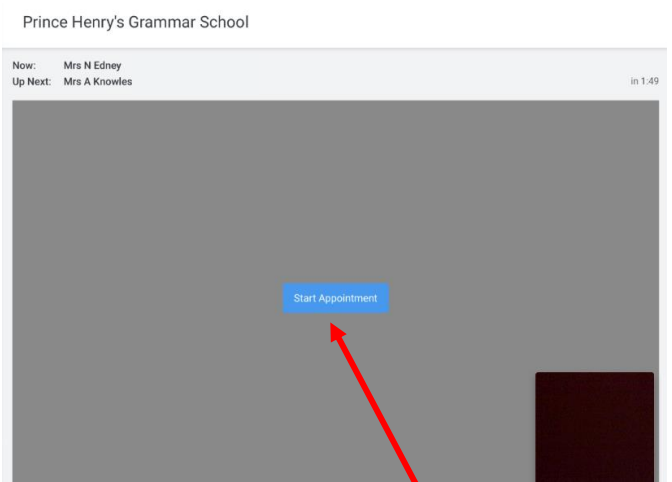 Prince Henry's Grammar School
Now: Mrs N Edney
Up Next: Mrs A Knowles in 1:49
Start Appointment